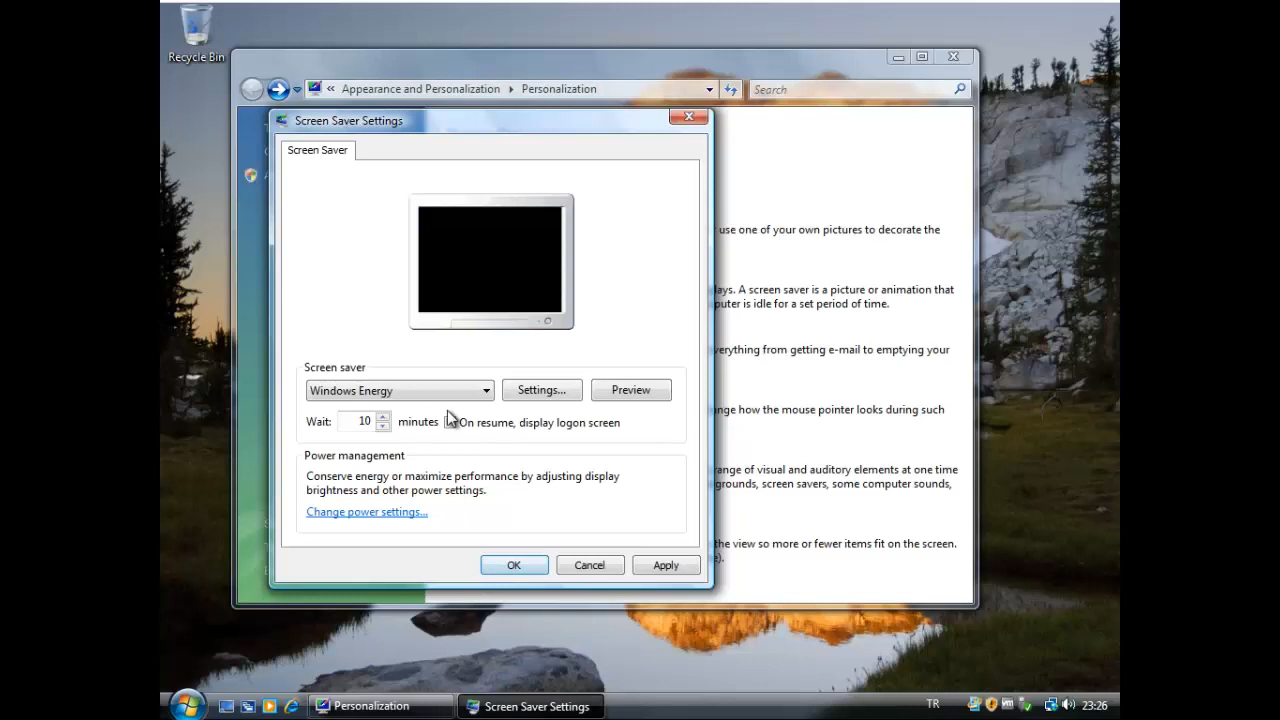 Recycle Bin
« Appearance and Personalization › Personalization
Search
Screen Saver Settings
Screen Saver
use one of your own pictures to decorate the
ays. A screen saver is a picture or animation that
puter is idle for a set period of time.
verything from getting e-mail to emptying your
nge how the mouse pointer looks during such
range of visual and auditory elements at one time
grounds, screen savers, some computer sounds,
the view so more or fewer items fit on the screen.
e).
Screen saver
Windows Energy
Settings...
Preview
Wait: 10 minutes On resume, display logon screen
Power management
Conserve energy or maximize performance by adjusting display
brightness and other power settings.
Change power settings...
OK
Cancel
Apply
Personalization
Screen Saver Settings
TR
23:26